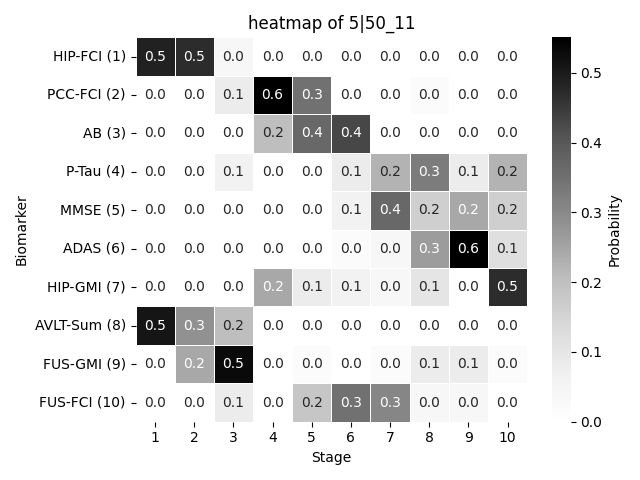 heatmap of 5|50_11
HIP-FCI (1) 0.5 0.5 0.0 0.0 0.0 0.0 0.0 0.0 0.0 0.0
PCC-FCI (2) 0.0 0.0 0.1 0.6 0.3 0.0 0.0 0.0 0.0 0.0
AB (3) 0.0 0.0 0.0 0.2 0.4 0.4 0.0 0.0 0.0 0.0
P-Tau (4) 0.0 0.0 0.1 0.0 0.0 0.1 0.2 0.3 0.1 0.2
MMSE (5) 0.0 0.0 0.0 0.0 0.0 0.1 0.4 0.2 0.2 0.2
ADAS (6) 0.0 0.0 0.0 0.0 0.0 0.0 0.0 0.3 0.6 0.1
HIP-GMI (7) 0.0 0.0 0.0 0.2 0.1 0.1 0.0 0.1 0.0 0.5
AVLT-Sum (8) 0.5 0.3 0.2 0.0 0.0 0.0 0.0 0.0 0.0 0.0
FUS-GMI (9) 0.0 0.2 0.5 0.0 0.0 0.0 0.0 0.1 0.1 0.0
FUS-FCI (10) 0.0 0.0 0.1 0.0 0.2 0.3 0.3 0.0 0.0 0.0
1 2 3 4 5 6 7 8 9 10
Stage
Biomarker
0.5
0.4
0.3
0.2
0.1
0.0
Probability